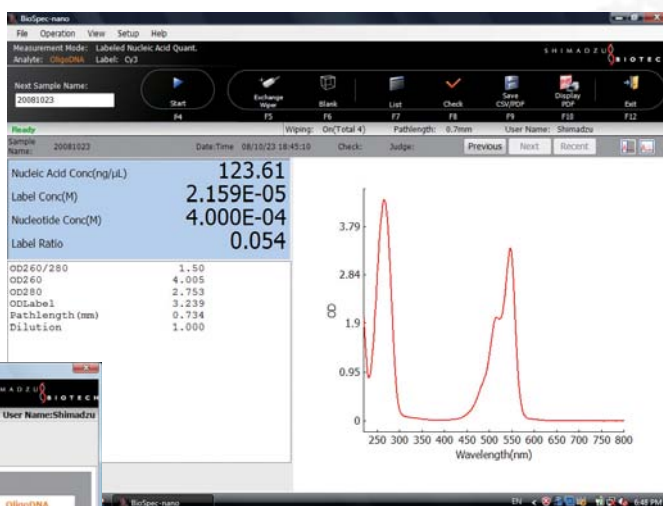 BioSpec-nano
File Operation View Setup Help
Measurement Mode: Labeled Nucleic Acid Quant.
Analyte: OligoDNA Label: Cy3
SHIMADZU BIOTECH
Next Sample Name:
20081023
Start
Exchange Wiper
Blank
List
Check
Save CSV/PDF
Display PDF
Exit
F4 F5 F6 F7 F8 F9 F10 F12
Ready Wiping: On(Total 4) Pathlength: 0.7mm User Name: Shimadzu
Sample Name: 20081023 Date:Time 08/10/23 18:45:10 Check: Judge: Previous Next Recent
Nucleic Acid Conc(ng/μL) 123.61
Label Conc(M) 2.159E-05
Nucleotide Conc(M) 4.000E-04
Label Ratio 0.054
OD260/280 1.50
OD260 4.005
OD280 2.753
ODLabel 3.239
Pathlength(mm) 0.734
Dilution 1.000
3.79
2.84
1.9
0.95
0
OD
250 300 350 400 450 500 550 600 650 700 750 800
Wavelength(nm)
MADZU BIOTECH
User Name:Shimadzu
OligoDNA
BioSpec-nano
EN
6:48 PM